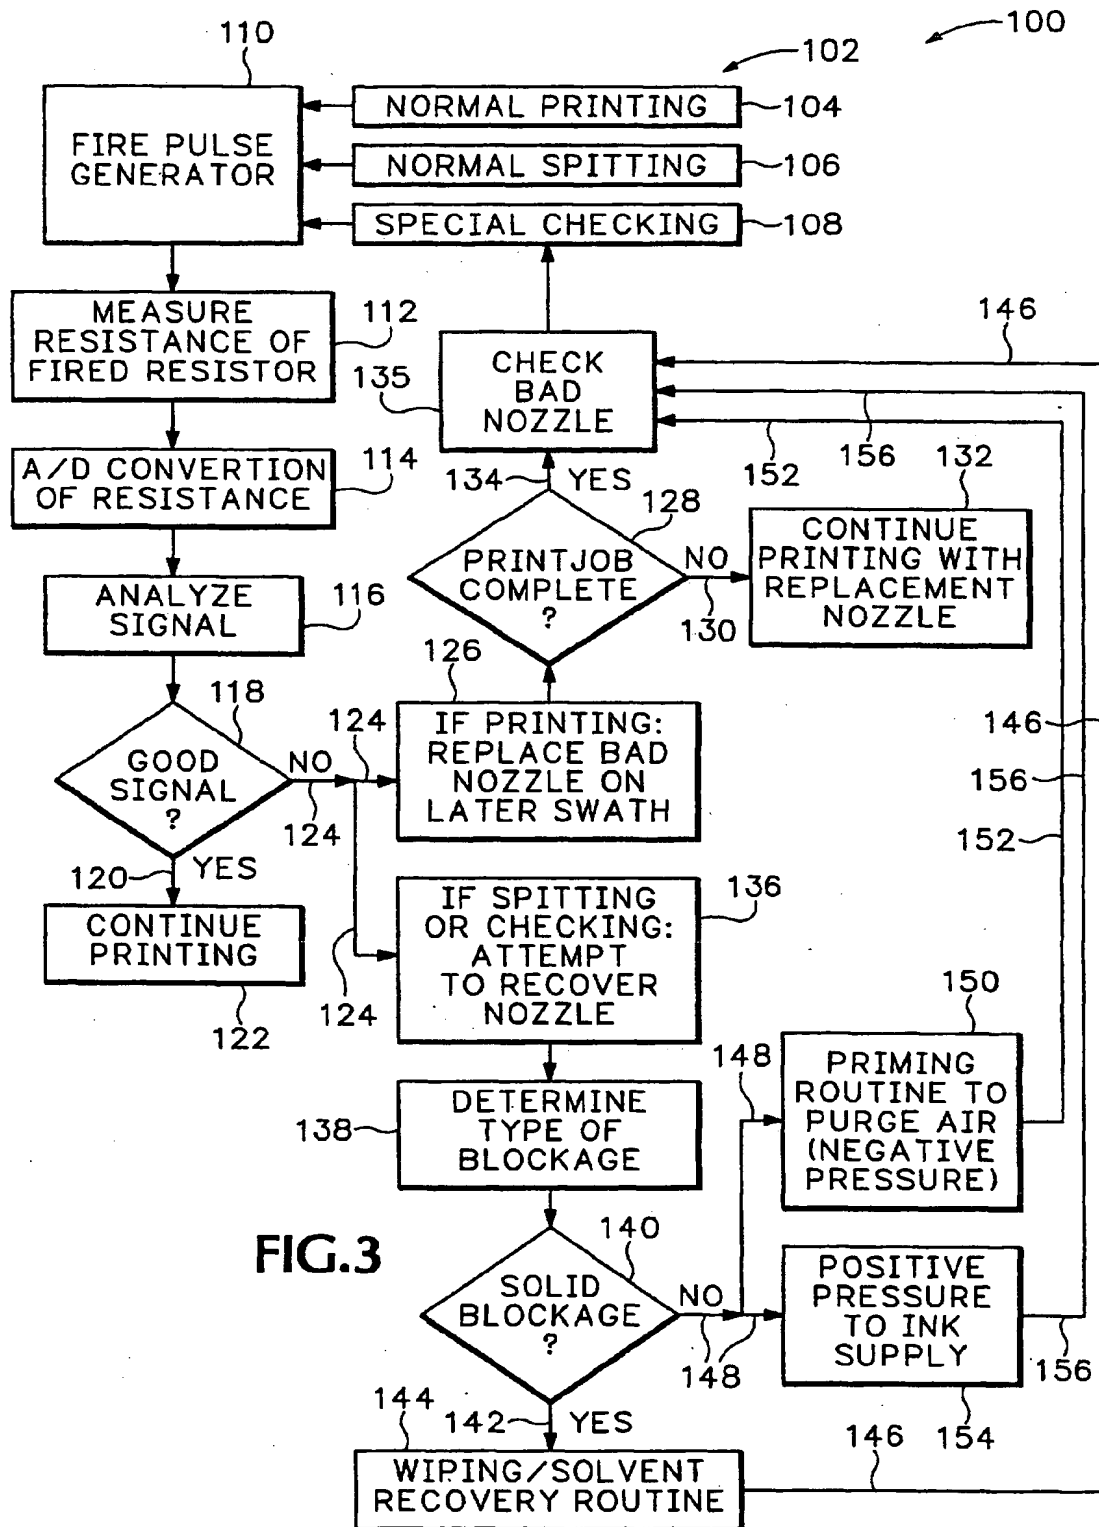 100
102
110
NORMAL PRINTING
104
FIRE PULSE
GENERATOR
NORMAL SPITTING
106
SPECIAL CHECKING
108
MEASURE
RESISTANCE OF
FIRED RESISTOR
112
146
CHECK
BAD
NOZZLE
135
156
152
A/D CONVERTION
OF RESISTANCE
114
134
YES
128
132
CONTINUE
PRINTING WITH
REPLACEMENT
NOZZLE
PRINTJOB
COMPLETE
?
NO
130
ANALYZE
SIGNAL
116
126
118
IF PRINTING:
REPLACE BAD
NOZZLE ON
LATER SWATH
124
146
GOOD
SIGNAL
?
NO
124
156
152
120
YES
IF SPITTING
OR CHECKING:
ATTEMPT
TO RECOVER
NOZZLE
136
CONTINUE
PRINTING
122
124
150
148
PRIMING
ROUTINE TO
PURGE AIR
(NEGATIVE
PRESSURE)
138
DETERMINE
TYPE OF
BLOCKAGE
FIG.3
140
SOLID
BLOCKAGE
?
NO
148
POSITIVE
PRESSURE
TO INK
SUPPLY
156
154
144
142
YES
146
WIPING/SOLVENT
RECOVERY ROUTINE